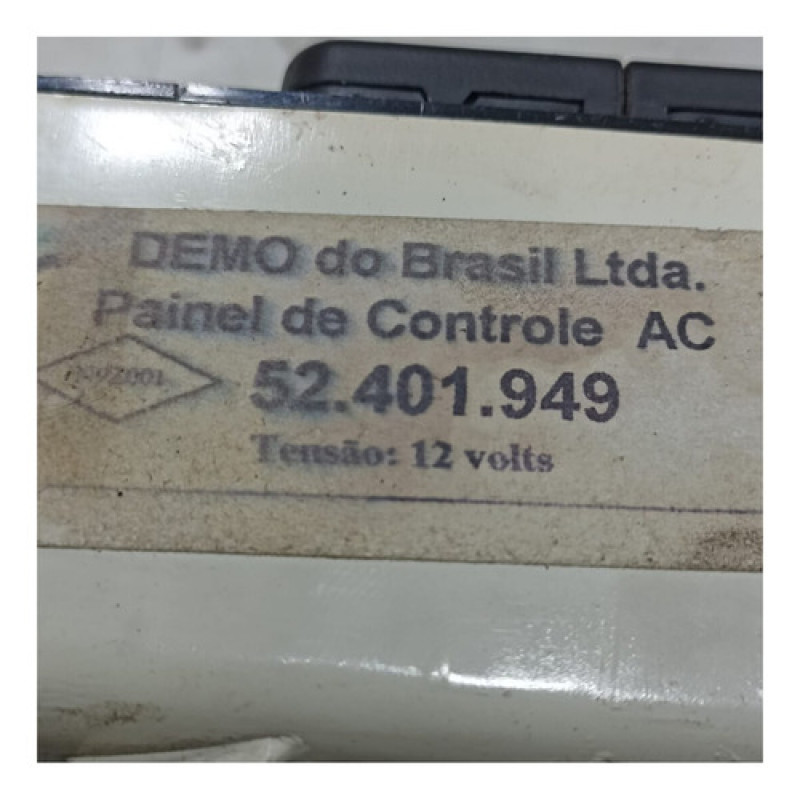 DEMO do Brasil Ltda.
Painel de Controle AC
52.401.949
Tensão: 12 volts